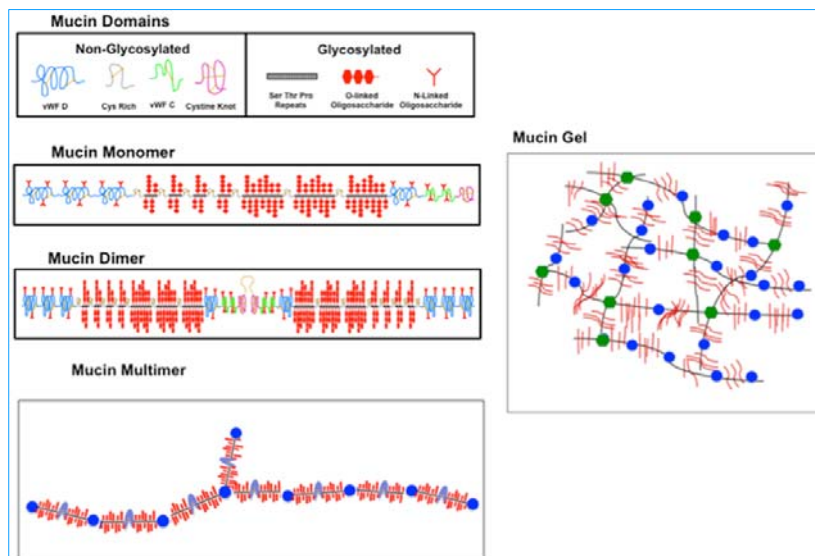 Mucin Domains
Non-Glycosylated
Glycosylated
vWF D
Cys Rich
vWF C
Cystine Knot
Ser Thr Pro
Repeats
O-linked
Oligosaccharide
N-Linked
Oligosaccharide
Mucin Monomer
Mucin Dimer
Mucin Multimer
Mucin Gel